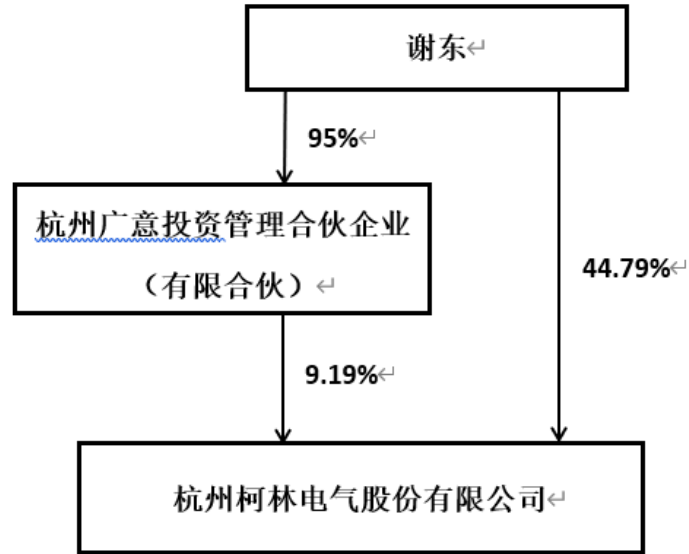 谢东
95%
杭州广意投资管理合伙企业
（有限合伙）
44.79%
9.19%
杭州柯林电气股份有限公司